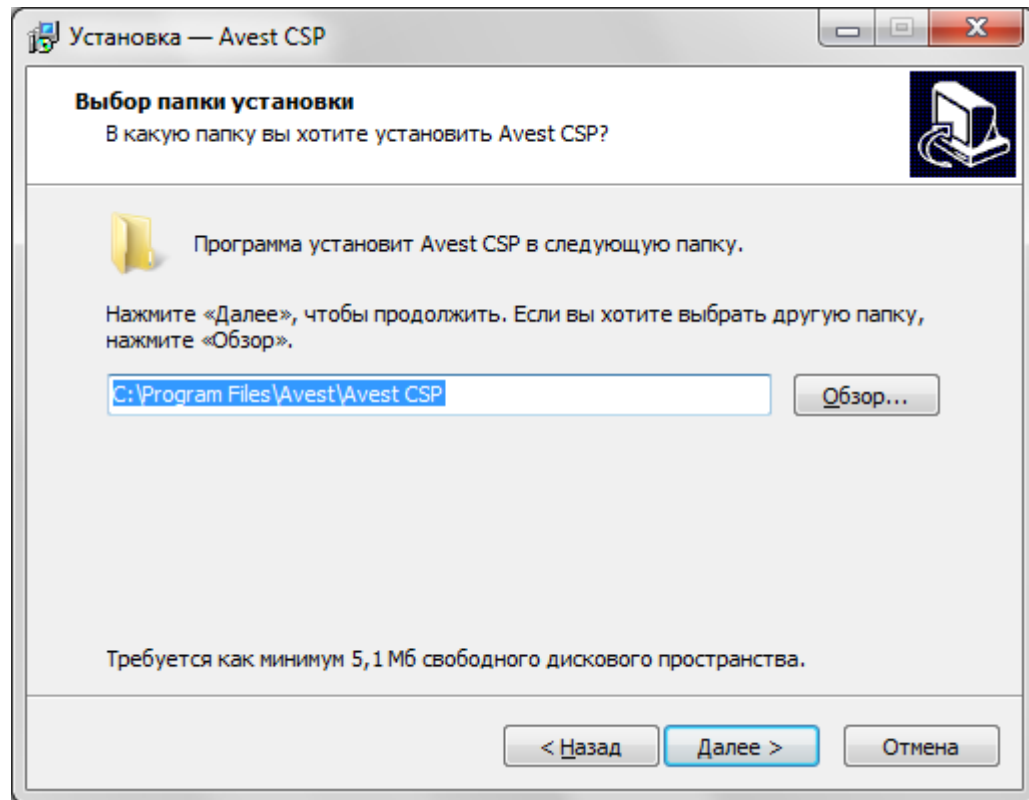 Установка — Avest CSP
Выбор папки установки
В какую папку вы хотите установить Avest CSP?
Программа установит Avest CSP в следующую папку.
Нажмите «Далее», чтобы продолжить. Если вы хотите выбрать другую папку,
нажмите «Обзор».
C:\Program Files\Avest\Avest CSP
Обзор...
Требуется как минимум 5,1 Мб свободного дискового пространства.
< Назад
Далее >
Отмена